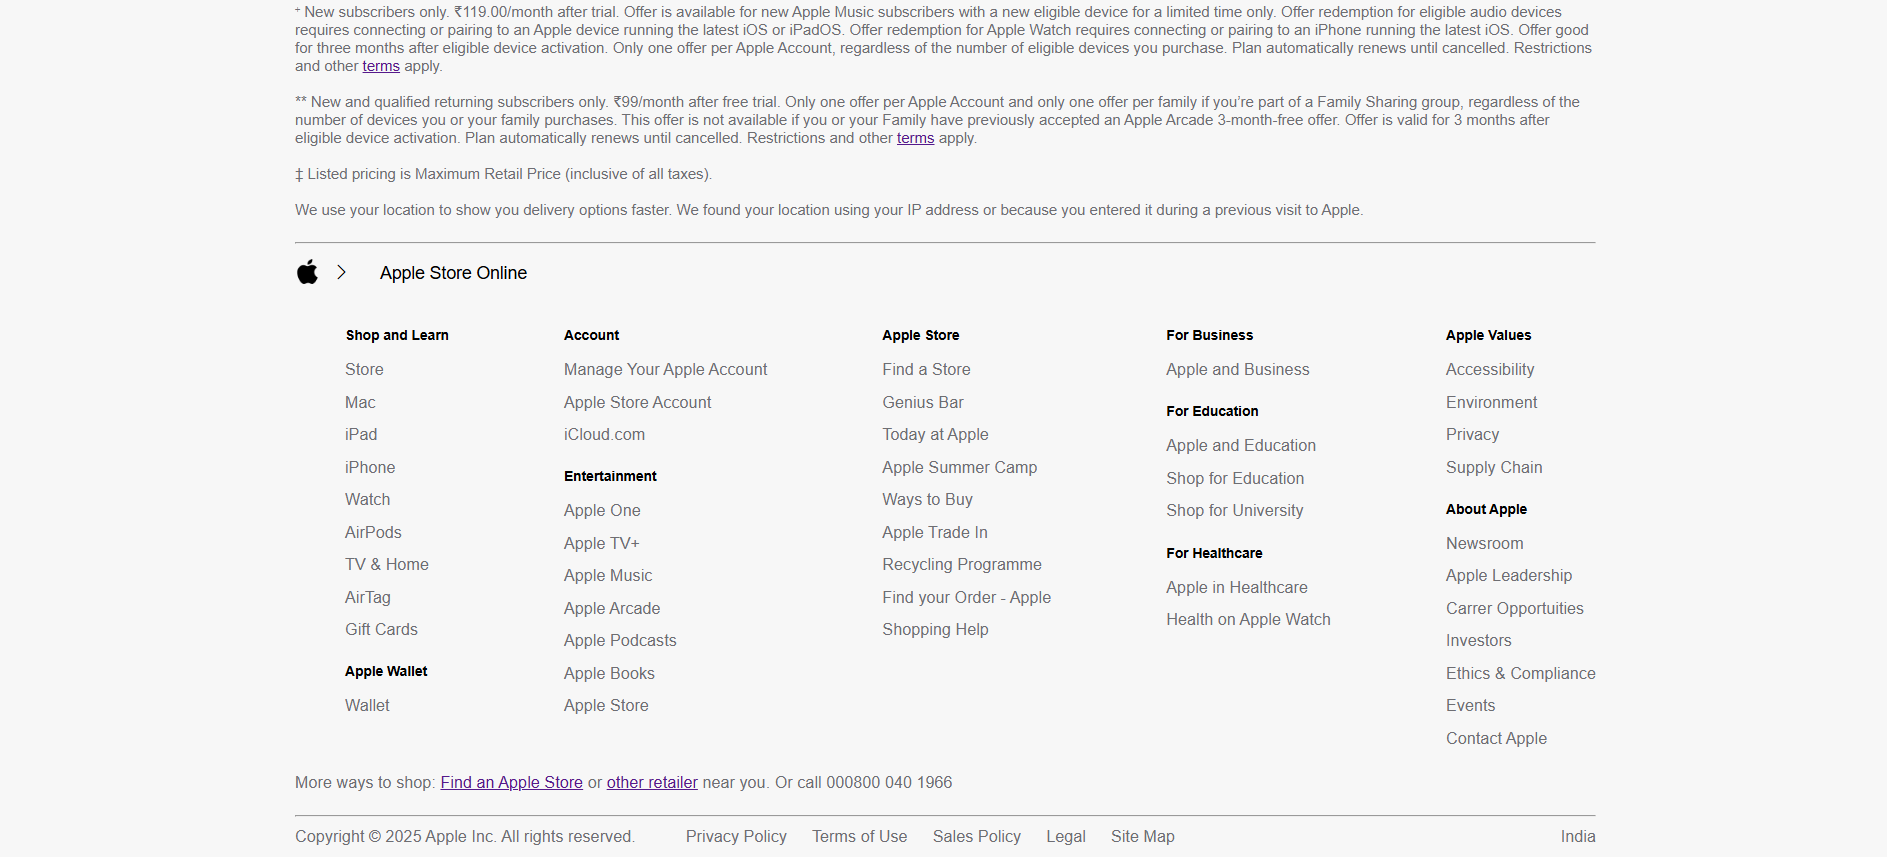 + New subscribers only. ₹119.00/month after trial. Offer is available for new Apple Music subscribers with a new eligible device for a limited time only. Offer redemption for eligible audio devices
requires connecting or pairing to an Apple device running the latest iOS or iPadOS. Offer redemption for Apple Watch requires connecting or pairing to an iPhone running the latest iOS. Offer good
for three months after eligible device activation. Only one offer per Apple Account, regardless of the number of eligible devices you purchase. Plan automatically renews until cancelled. Restrictions
and other terms apply.
** New and qualified returning subscribers only. ₹99/month after free trial. Only one offer per Apple Account and only one offer per family if you’re part of a Family Sharing group, regardless of the
number of devices you or your family purchases. This offer is not available if you or your Family have previously accepted an Apple Arcade 3-month-free offer. Offer is valid for 3 months after
eligible device activation. Plan automatically renews until cancelled. Restrictions and other terms apply.
‡ Listed pricing is Maximum Retail Price (inclusive of all taxes).
We use your location to show you delivery options faster. We found your location using your IP address or because you entered it during a previous visit to Apple.
Apple Store Online
Shop and Learn
Store
Mac
iPad
iPhone
Watch
AirPods
TV & Home
AirTag
Gift Cards
Apple Wallet
Wallet
Account
Manage Your Apple Account
Apple Store Account
iCloud.com
Entertainment
Apple One
Apple TV+
Apple Music
Apple Arcade
Apple Podcasts
Apple Books
Apple Store
Apple Store
Find a Store
Genius Bar
Today at Apple
Apple Summer Camp
Ways to Buy
Apple Trade In
Recycling Programme
Find your Order - Apple
Shopping Help
For Business
Apple and Business
For Education
Apple and Education
Shop for Education
Shop for University
For Healthcare
Apple in Healthcare
Health on Apple Watch
Apple Values
Accessibility
Environment
Privacy
Supply Chain
About Apple
Newsroom
Apple Leadership
Carrer Opportuities
Investors
Ethics & Compliance
Events
Contact Apple
More ways to shop: Find an Apple Store or other retailer near you. Or call 000800 040 1966
Copyright © 2025 Apple Inc. All rights reserved. Privacy Policy Terms of Use Sales Policy Legal Site Map India